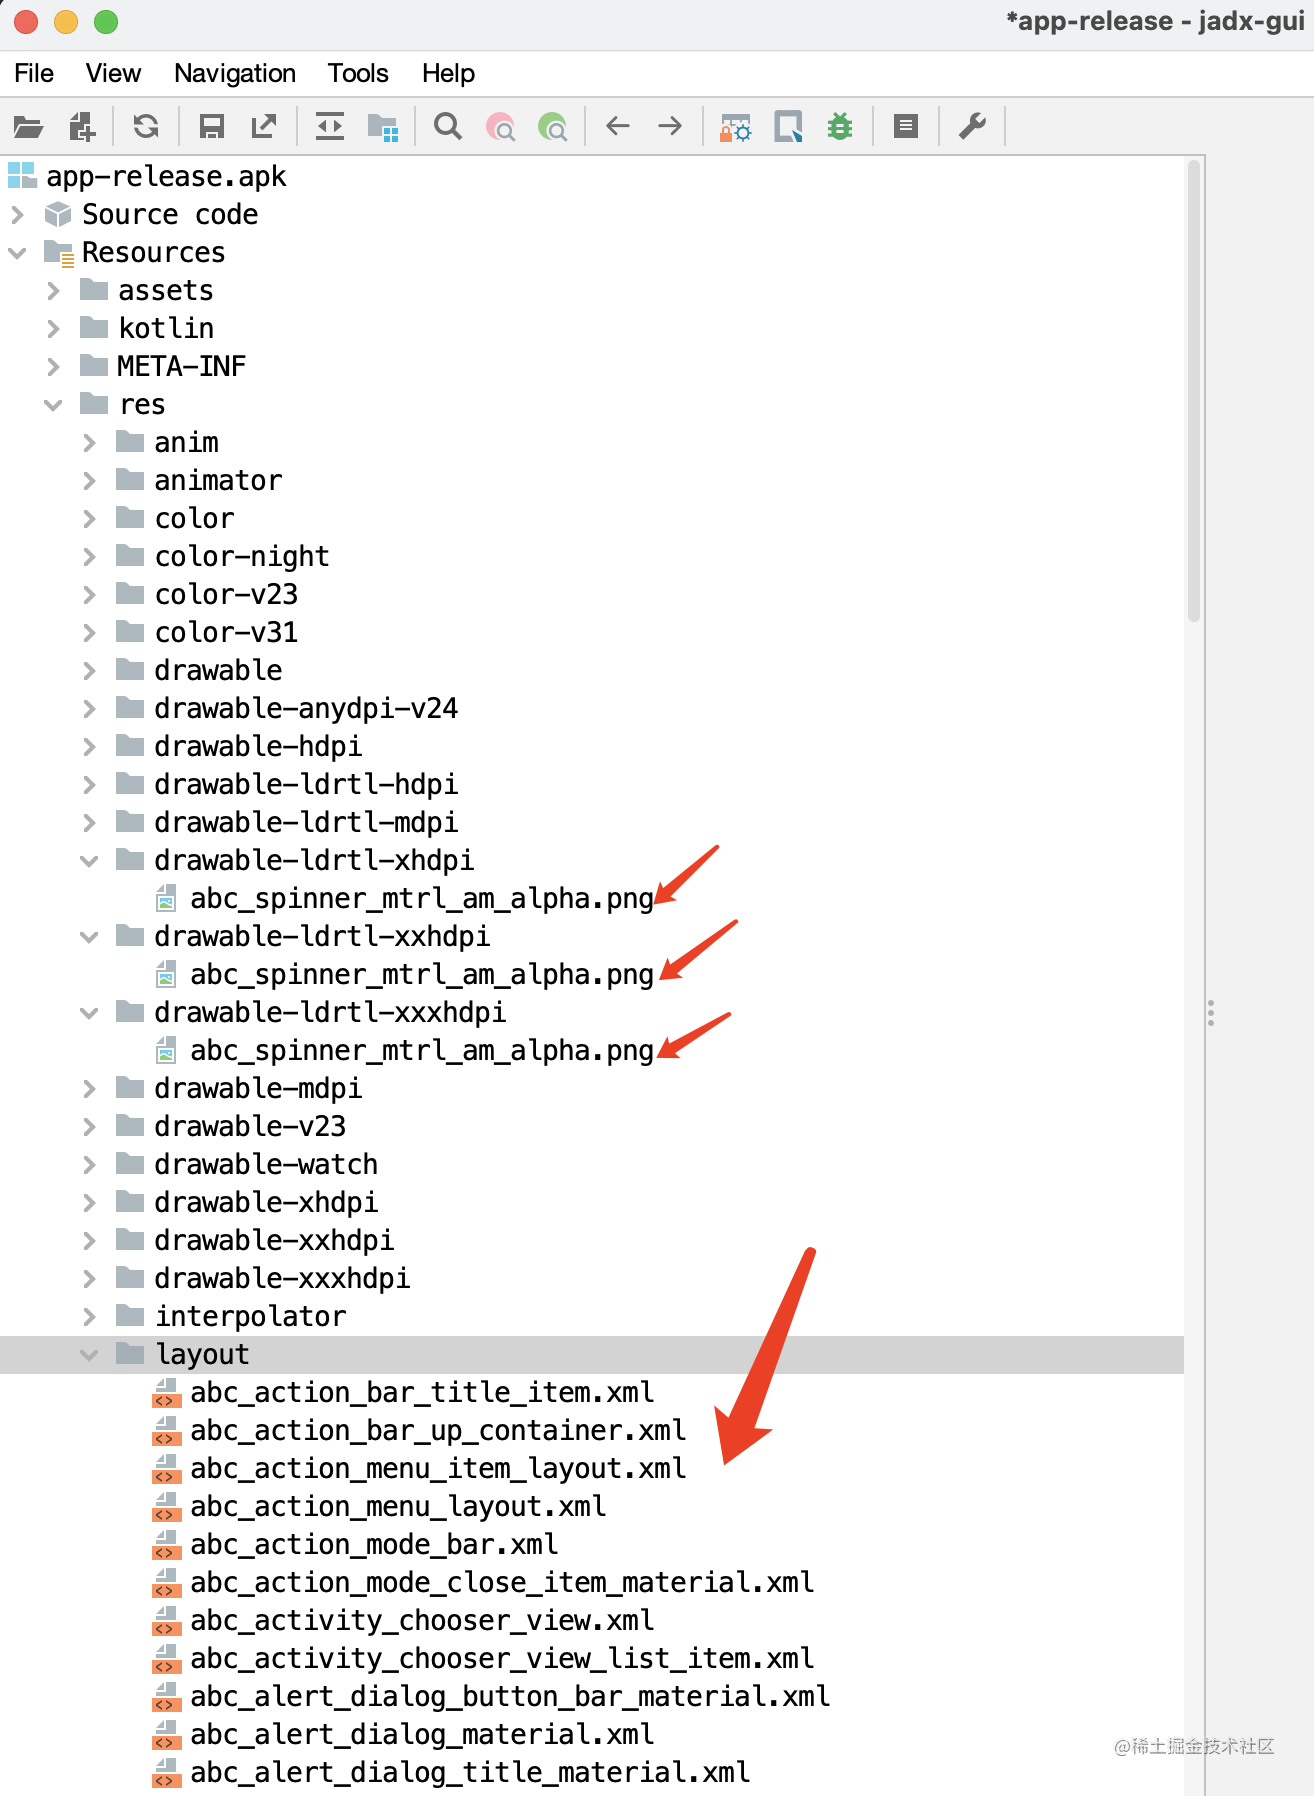 *app-release - jadx-gui
File View Navigation Tools Help
app-release.apk
Source code
Resources
assets
kotlin
META-INF
res
anim
animator
color
color-night
color-v23
color-v31
drawable
drawable-anydpi-v24
drawable-hdpi
drawable-ldrtl-hdpi
drawable-ldrtl-mdpi
drawable-ldrtl-xhdpi
abc_spinner_mtrl_am_alpha.png
drawable-ldrtl-xxhdpi
abc_spinner_mtrl_am_alpha.png
drawable-ldrtl-xxxhdpi
abc_spinner_mtrl_am_alpha.png
drawable-mdpi
drawable-v23
drawable-watch
drawable-xhdpi
drawable-xxhdpi
drawable-xxxhdpi
interpolator
layout
abc_action_bar_title_item.xml
abc_action_bar_up_container.xml
abc_action_menu_item_layout.xml
abc_action_menu_layout.xml
abc_action_mode_bar.xml
abc_action_mode_close_item_material.xml
abc_activity_chooser_view.xml
abc_activity_chooser_view_list_item.xml
abc_alert_dialog_button_bar_material.xml
abc_alert_dialog_material.xml
abc_alert_dialog_title_material.xml
@稀土掘金技术社区